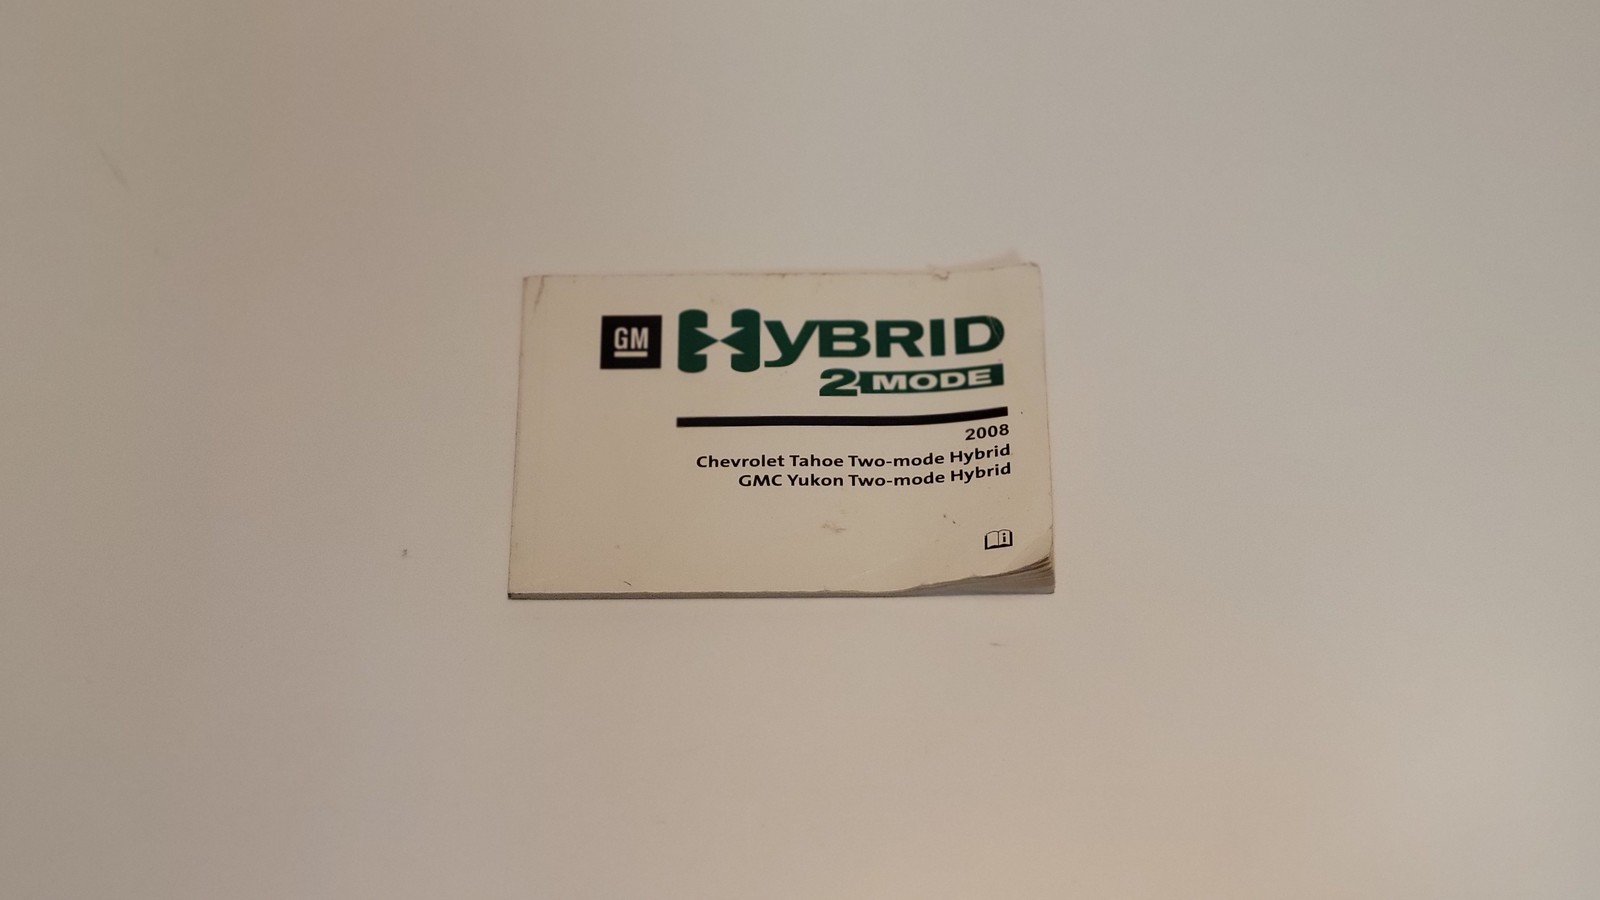 GM
HYBRID
2 MODE
2008
Chevrolet Tahoe Two-mode Hybrid
GMC Yukon Two-mode Hybrid
i